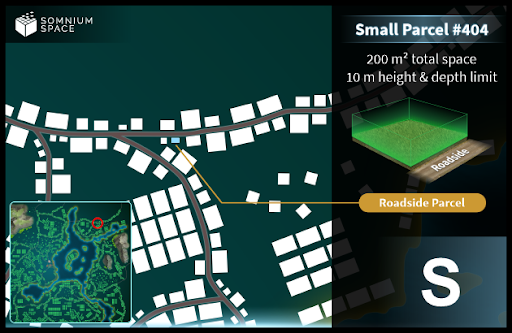 SOMNIUM
SPACE
Small Parcel #404
200 m² total space
10 m height & depth limit
Roadside
Roadside Parcel
S